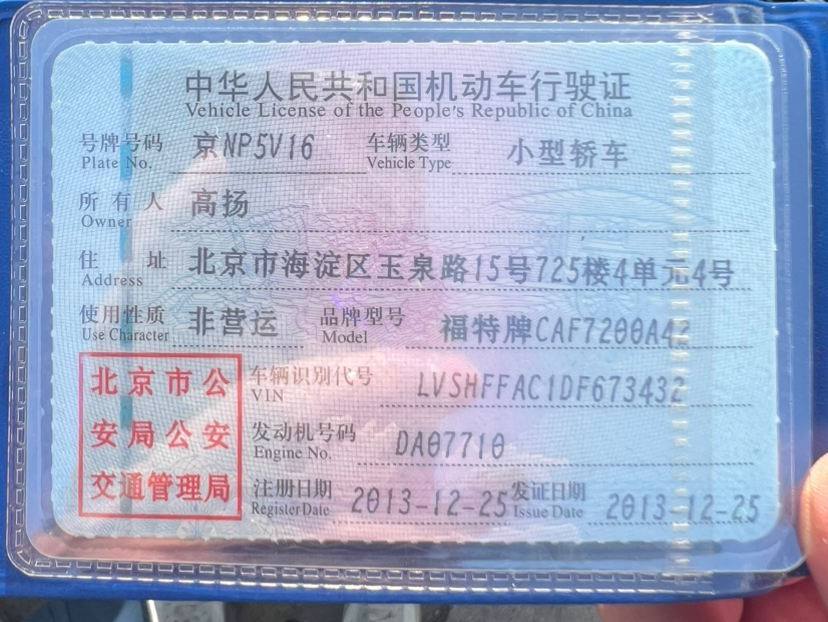 中华人民共和国机动车行驶证
Vehicle License of the People's Republic of China
号牌号码 京NP5V16 车辆类型 小型轿车
Plate No. Vehicle Type
所有人 高扬
Owner
住址 北京市海淀区玉泉路15号725楼4单元4号
Address
使用性质 非营运 品牌型号 福特牌CAF7200A42
Use Character Model
北京市公 车辆识别代号 LVSHFFAC1DF673432
VIN
安局公安 发动机号码 DA07710
Engine No.
交通管理局 注册日期 2013-12-25 发证日期 2013-12-25
Register Date Issue Date